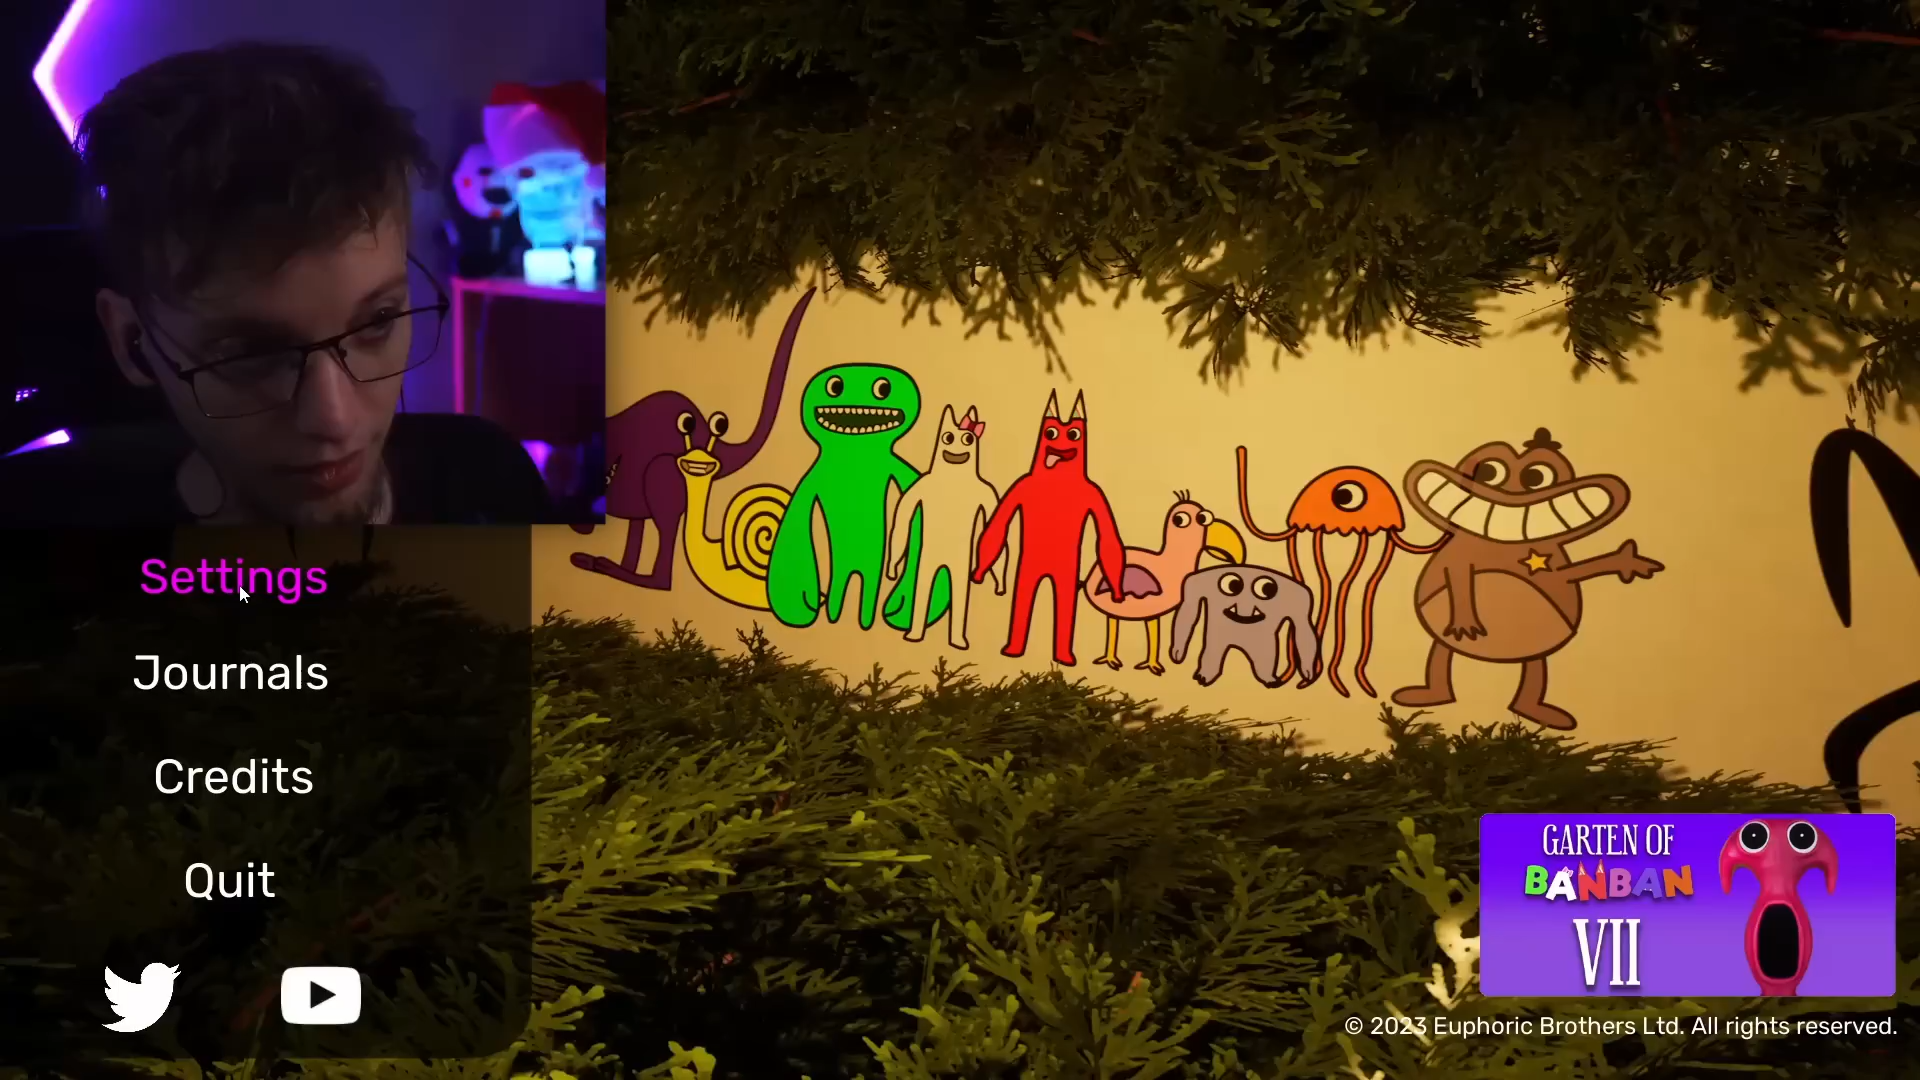 Settings
Journals
Credits
Quit
GARTEN OF
BANBAN
VII
© 2023 Euphoric Brothers Ltd. All rights reserved.